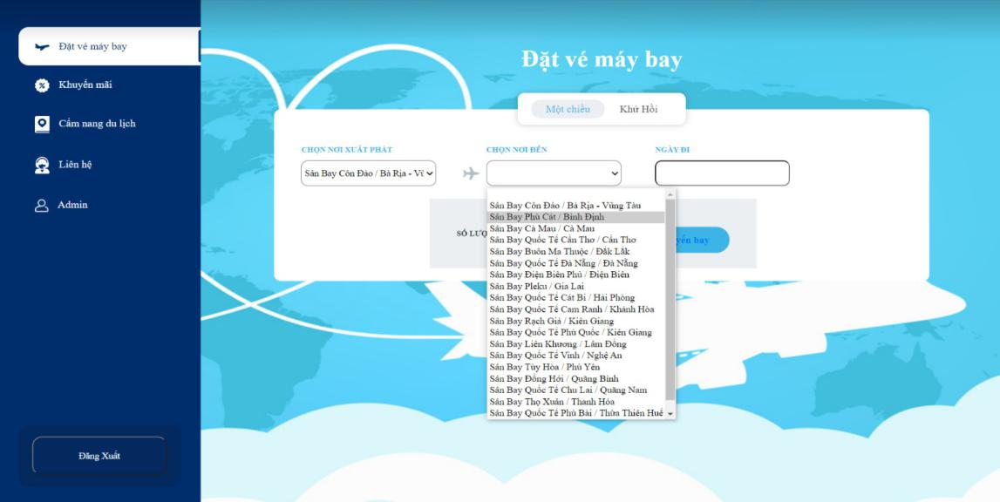 Đặt vé máy bay
Khuyến mãi
Cẩm nang du lịch
Liên hệ
Admin
Đăng Xuất
Đặt vé máy bay
Một chiều
Khứ Hồi
CHỌN NƠI XUẤT PHÁT
CHỌN NƠI ĐẾN
NGÀY ĐI
Sân Bay Côn Đảo / Bà Rịa - Vũ
Sân Bay Côn Đảo / Bà Rịa - Vũng Tàu
Sân Bay Phù Cát / Bình Định
Sân Bay Cà Mau / Cà Mau
Sân Bay Quốc Tế Cần Thơ / Cần Thơ
Sân Bay Buôn Ma Thuộc / Đắk Lắk
Sân Bay Quốc Tế Đà Nẵng / Đà Nẵng
Sân Bay Điện Biên Phủ / Điện Biên
Sân Bay Pleku / Gia Lai
Sân Bay Quốc Tế Cát Bi / Hải Phòng
Sân Bay Quốc Tế Cam Ranh / Khánh Hòa
Sân Bay Rạch Giá / Kiên Giang
Sân Bay Quốc Tế Phú Quốc / Kiên Giang
Sân Bay Liên Khương / Lâm Đồng
Sân Bay Quốc Tế Vinh / Nghệ An
Sân Bay Tùy Hòa / Phú Yên
Sân Bay Đồng Hới / Quảng Bình
Sân Bay Quốc Tế Chu Lai / Quảng Nam
Sân Bay Thọ Xuân / Thanh Hóa
Sân Bay Quốc Tế Phú Bài / Thừa Thiên Huế
SỐ LƯỢ
yến bay